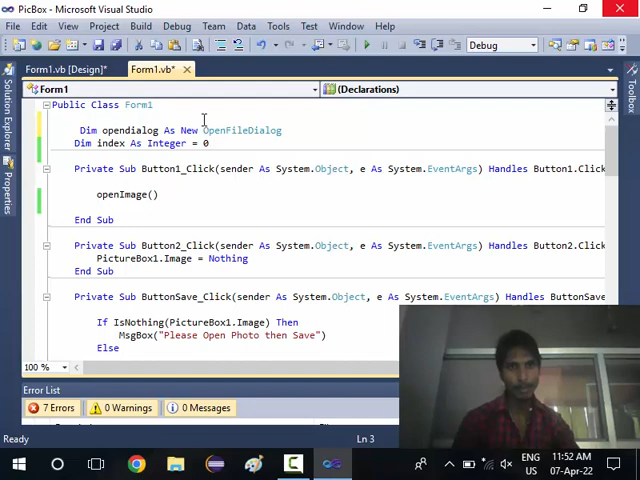 PicBox - Microsoft Visual Studio
File Edit View Project Build Debug Team Data Tools Test Window Help
Debug
Form1.vb [Design]* Form1.vb*
Form1 (Declarations)
Solution Explorer
Properties
Toolbox
Public Class Form1
Dim opendialog As New OpenFileDialog
Dim index As Integer = 0
Private Sub Button1_Click(sender As System.Object, e As System.EventArgs) Handles Button1.Click
openImage()
End Sub
Private Sub Button2_Click(sender As System.Object, e As System.EventArgs) Handles Button2.Click
PictureBox1.Image = Nothing
End Sub
Private Sub ButtonSave_Click(sender As System.Object, e As System.EventArgs) Handles ButtonSave
If IsNothing(PictureBox1.Image) Then
MsgBox("Please Open Photo then Save")
Else
100 %
Error List
7 Errors 0 Warnings 0 Messages
Ready Ln 3
ENG 11:52 AM
US 07-Apr-22